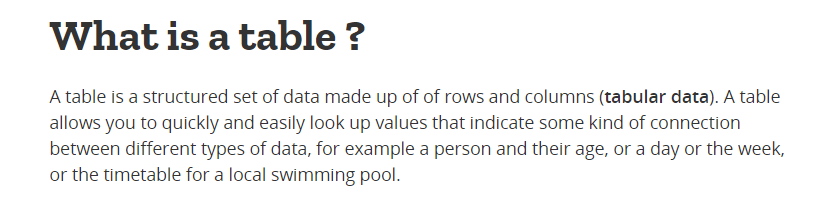 What is a table ?
A table is a structured set of data made up of of rows and columns (tabular data). A table
allows you to quickly and easily look up values that indicate some kind of connection
between different types of data, for example a person and their age, or a day or the week,
or the timetable for a local swimming pool.